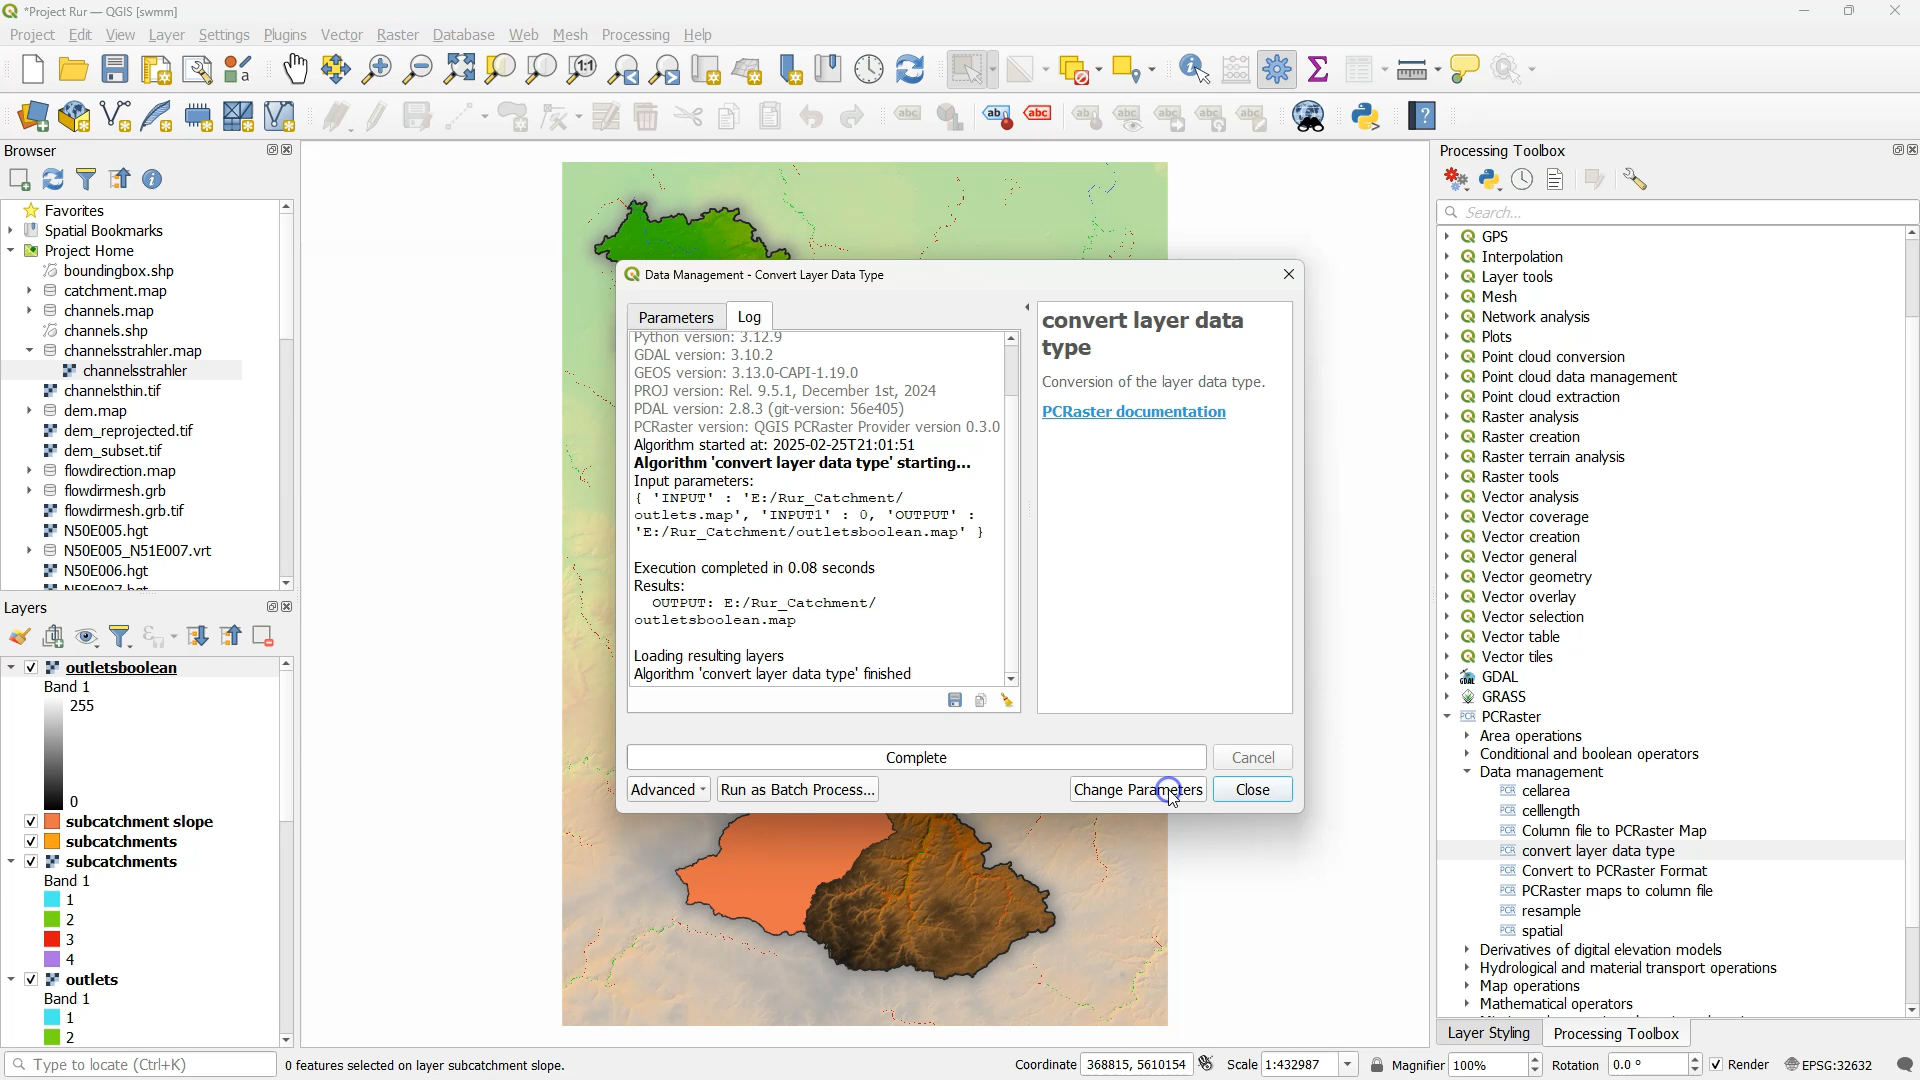 *Project Rur — QGIS [swmm]
Project Edit View Layer Settings Plugins Vector Raster Database Web Mesh Processing Help
Browser
Favorites
Spatial Bookmarks
Project Home
boundingbox.shp
catchment.map
channels.map
channels.shp
channelsstrahler.map
channelsstrahler
channelsthin.tif
dem.map
dem_reprojected.tif
dem_subset.tif
flowdirection.map
flowdirmesh.grb
flowdirmesh.grb.tif
N50E005.hgt
N50E005_N51E007.vrt
N50E006.hgt
Layers
outletsboolean
Band 1
255
0
subcatchment slope
subcatchments
subcatchments
Band 1
1
2
3
4
outlets
Band 1
1
2
Type to locate (Ctrl+K)
Data Management - Convert Layer Data Type
Parameters Log
Python version: 3.12.9
GDAL version: 3.10.2
GEOS version: 3.13.0-CAPI-1.19.0
PROJ version: Rel. 9.5.1, December 1st, 2024
PDAL version: 2.8.3 (git-version: 56e405)
PCRaster version: QGIS PCRaster Provider version 0.3.0
Algorithm started at: 2025-02-25T21:01:51
Algorithm 'convert layer data type' starting...
Input parameters:
{ 'INPUT' : 'E:/Rur_Catchment/
outlets.map', 'INPUT1' : 0, 'OUTPUT' :
'E:/Rur_Catchment/outletsboolean.map' }
Execution completed in 0.08 seconds
Results:
OUTPUT: E:/Rur_Catchment/
outletsboolean.map
Loading resulting layers
Algorithm 'convert layer data type' finished
convert layer data
type
Conversion of the layer data type.
PCRaster documentation
Complete
Cancel
Advanced
Run as Batch Process...
Change Parameters
Close
Processing Toolbox
Search...
GPS
Interpolation
Layer tools
Mesh
Network analysis
Plots
Point cloud conversion
Point cloud data management
Point cloud extraction
Raster analysis
Raster creation
Raster terrain analysis
Raster tools
Vector analysis
Vector coverage
Vector creation
Vector general
Vector geometry
Vector overlay
Vector selection
Vector table
Vector tiles
GDAL
GRASS
PCRaster
Area operations
Conditional and boolean operators
Data management
cellarea
celllength
Column file to PCRaster Map
convert layer data type
Convert to PCRaster Format
PCRaster maps to column file
resample
spatial
Derivatives of digital elevation models
Hydrological and material transport operations
Map operations
Mathematical operators
Layer Styling
Processing Toolbox
0 features selected on layer subcatchment slope.
Coordinate 368815, 5610154
Scale 1:432987
Magnifier 100%
Rotation 0.0 °
Render
EPSG:32632